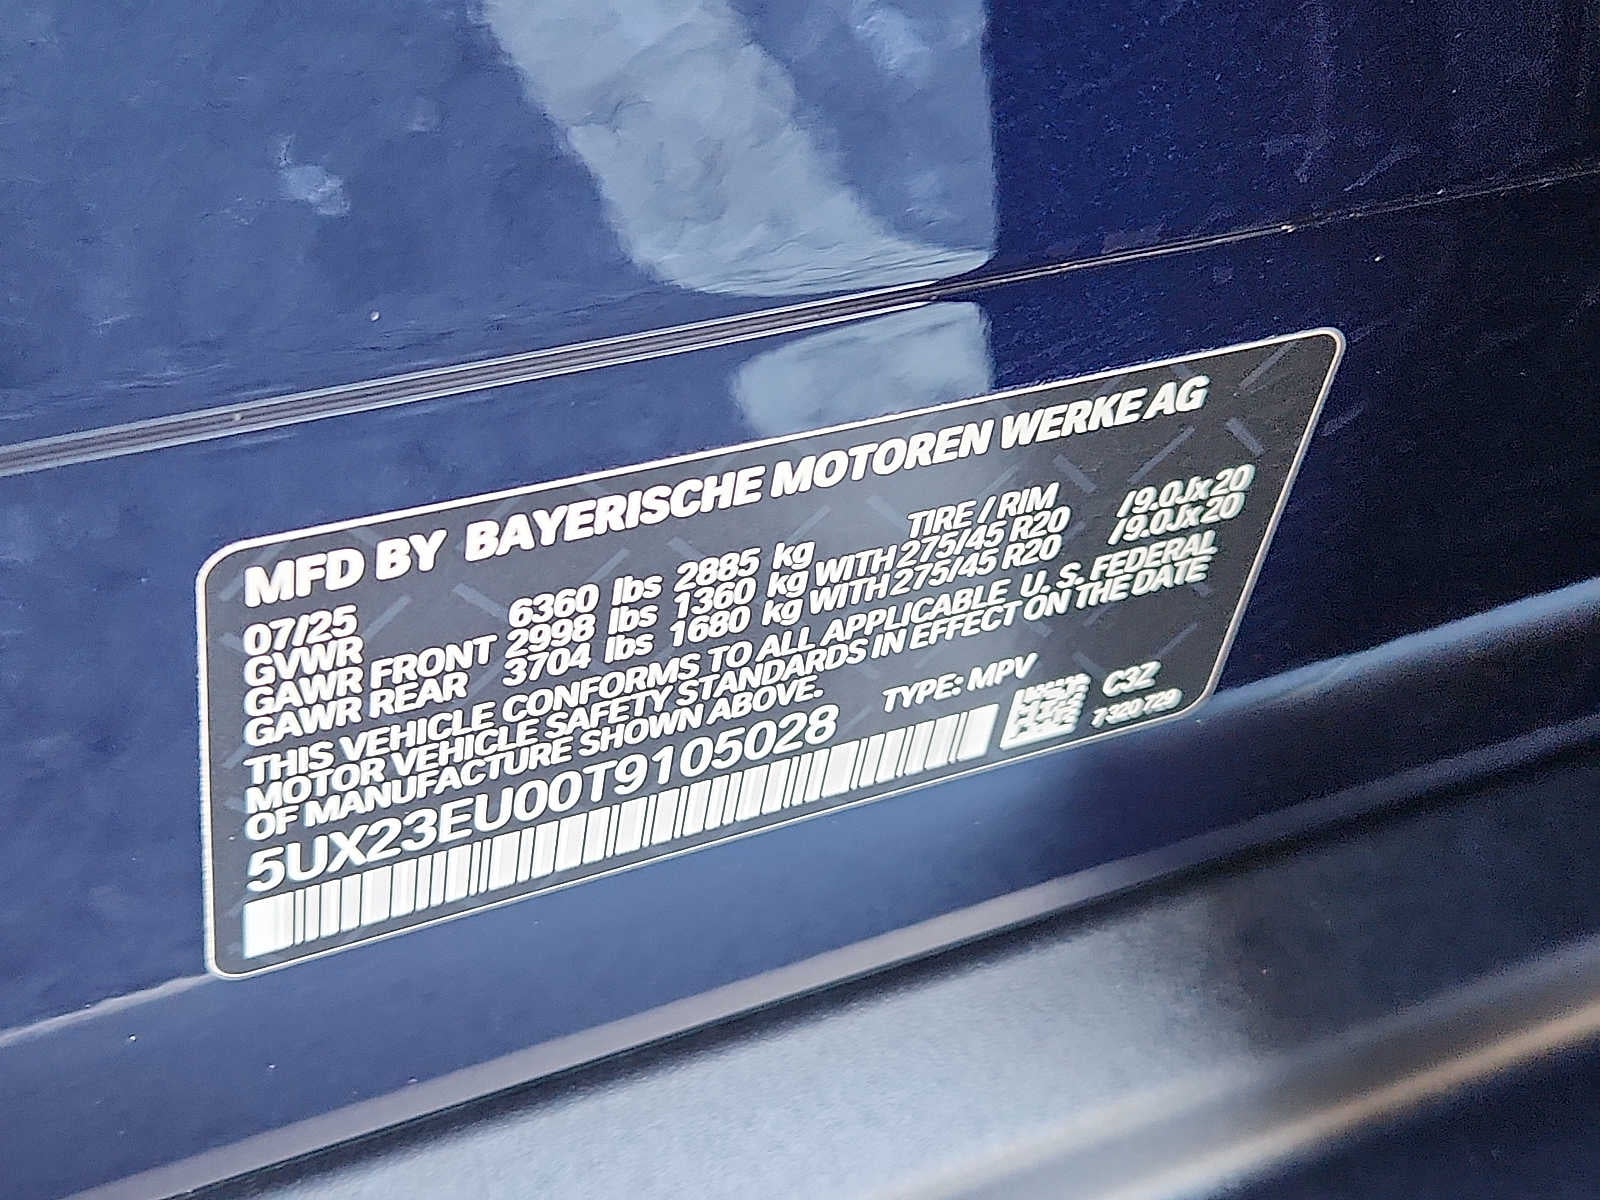 MFD BY BAYERISCHE MOTOREN WERKE AG
07/25 TIRE / RIM
GVWR 6360 lbs 2885 kg
GAWR FRONT 2998 lbs 1360 kg WITH 275/45 R20 /9.0Jx20
GAWR REAR 3704 lbs 1680 kg WITH 275/45 R20 /9.0Jx20
THIS VEHICLE CONFORMS TO ALL APPLICABLE U. S. FEDERAL
MOTOR VEHICLE SAFETY STANDARDS IN EFFECT ON THE DATE
OF MANUFACTURE SHOWN ABOVE.
5UX23EU00T9105028 TYPE: MPV
C3Z
7 320 729